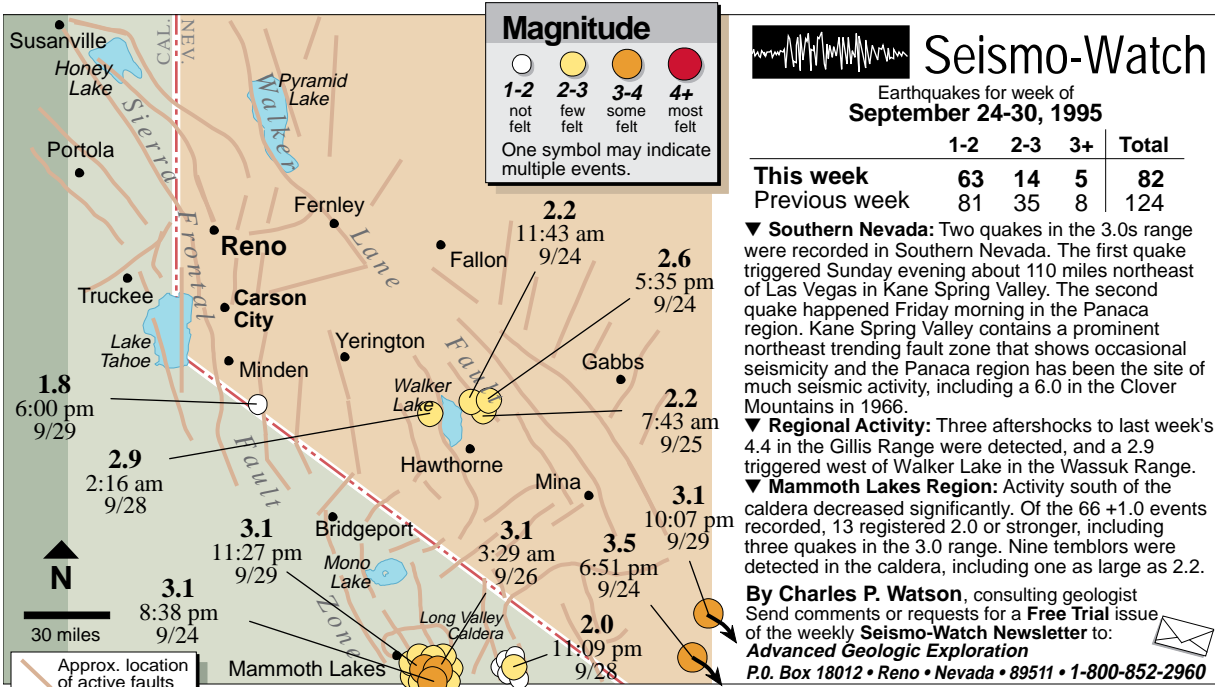 Magnitude
1-2 2-3 3-4 4+
not felt few felt some felt most felt
One symbol may indicate
multiple events.
Susanville
Honey
Lake
CAL.
NEV.
Pyramid
Lake
Walker
Lane
Fault
Sierra
Frontal
Fault
Zone
Portola
Fernley
Reno
Fallon
Truckee
Carson
City
Lake
Tahoe
Minden
Yerington
Gabbs
Walker
Lake
Hawthorne
Mina
Bridgeport
Mono
Lake
Long Valley
Caldera
Mammoth Lakes
2.2
11:43 am
9/24
2.6
5:35 pm
9/24
1.8
6:00 pm
9/29
2.2
7:43 am
9/25
2.9
2:16 am
9/28
3.1
10:07 pm
9/29
3.1
11:27 pm
9/29
3.1
3:29 am
9/26
3.5
6:51 pm
9/24
3.1
8:38 pm
9/24
2.0
11:09 pm
9/28
N
30 miles
Approx. location
of active faults
Seismo-Watch
Earthquakes for week of
September 24-30, 1995
1-2 2-3 3+ Total
This week 63 14 5 82
Previous week 81 35 8 124
▼ Southern Nevada: Two quakes in the 3.0s range
were recorded in Southern Nevada. The first quake
triggered Sunday evening about 110 miles northeast
of Las Vegas in Kane Spring Valley. The second
quake happened Friday morning in the Panaca
region. Kane Spring Valley contains a prominent
northeast trending fault zone that shows occasional
seismicity and the Panaca region has been the site of
much seismic activity, including a 6.0 in the Clover
Mountains in 1966.
▼ Regional Activity: Three aftershocks to last week's
4.4 in the Gillis Range were detected, and a 2.9
triggered west of Walker Lake in the Wassuk Range.
▼ Mammoth Lakes Region: Activity south of the
caldera decreased significantly. Of the 66 +1.0 events
recorded, 13 registered 2.0 or stronger, including
three quakes in the 3.0 range. Nine temblors were
detected in the caldera, including one as large as 2.2.
By Charles P. Watson, consulting geologist
Send comments or requests for a Free Trial issue
of the weekly Seismo-Watch Newsletter to:
Advanced Geologic Exploration
P.O. Box 18012 • Reno • Nevada • 89511 • 1-800-852-2960